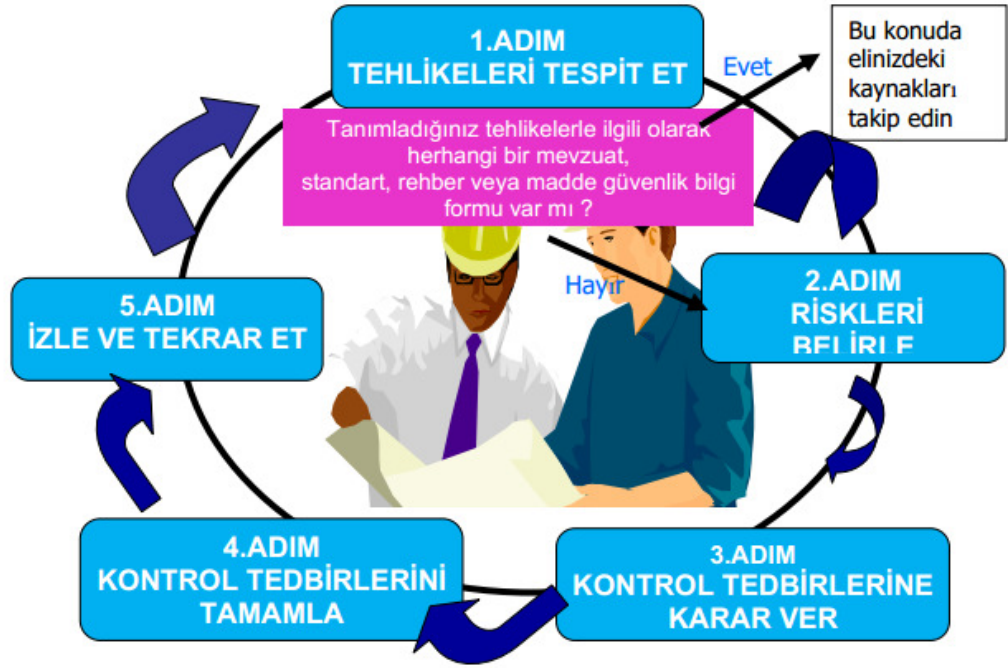 1.ADIM
TEHLİKELERİ TESPİT ET
Evet
Bu konuda
elinizdeki
kaynakları
takip edin
Tanımladığınız tehlikelerle ilgili olarak
herhangi bir mevzuat,
standart, rehber veya madde güvenlik bilgi
formu var mı ?
Hayır
2.ADIM
RİSKLERİ
BELİRLE
3.ADIM
KONTROL TEDBİRLERİNE
KARAR VER
4.ADIM
KONTROL TEDBİRLERİNİ
TAMAMLA
5.ADIM
İZLE VE TEKRAR ET